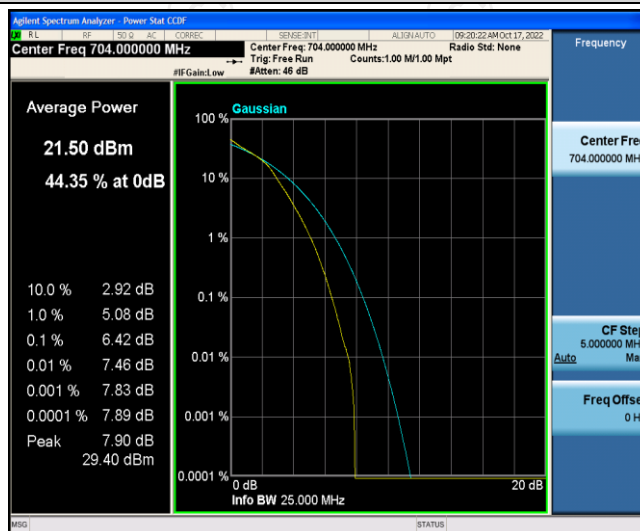 Agilent Spectrum Analyzer - Power Stat CCDF
RL RF 50 Ω AC CORREC SENSE:INT ALIGNAUTO 09:20:22 AM Oct 17, 2022
Center Freq 704.000000 MHz
Center Freq: 704.000000 MHz Radio Std: None
Trig: Free Run Counts:1.00 M/1.00 Mpt
#IFGain:Low #Atten: 46 dB
Frequency
Average Power
21.50 dBm
44.35 % at 0dB
10.0 % 2.92 dB
1.0 % 5.08 dB
0.1 % 6.42 dB
0.01 % 7.46 dB
0.001 % 7.83 dB
0.0001 % 7.89 dB
Peak 7.90 dB
29.40 dBm
Gaussian
100 %
10 %
1 %
0.1 %
0.01 %
0.001 %
0.0001 %
0 dB 20 dB
Info BW 25.000 MHz
Center Fre
704.000000 MH
CF Ste
5.000000 MH
Auto Ma
Freq Offse
0 H
MSG STATUS